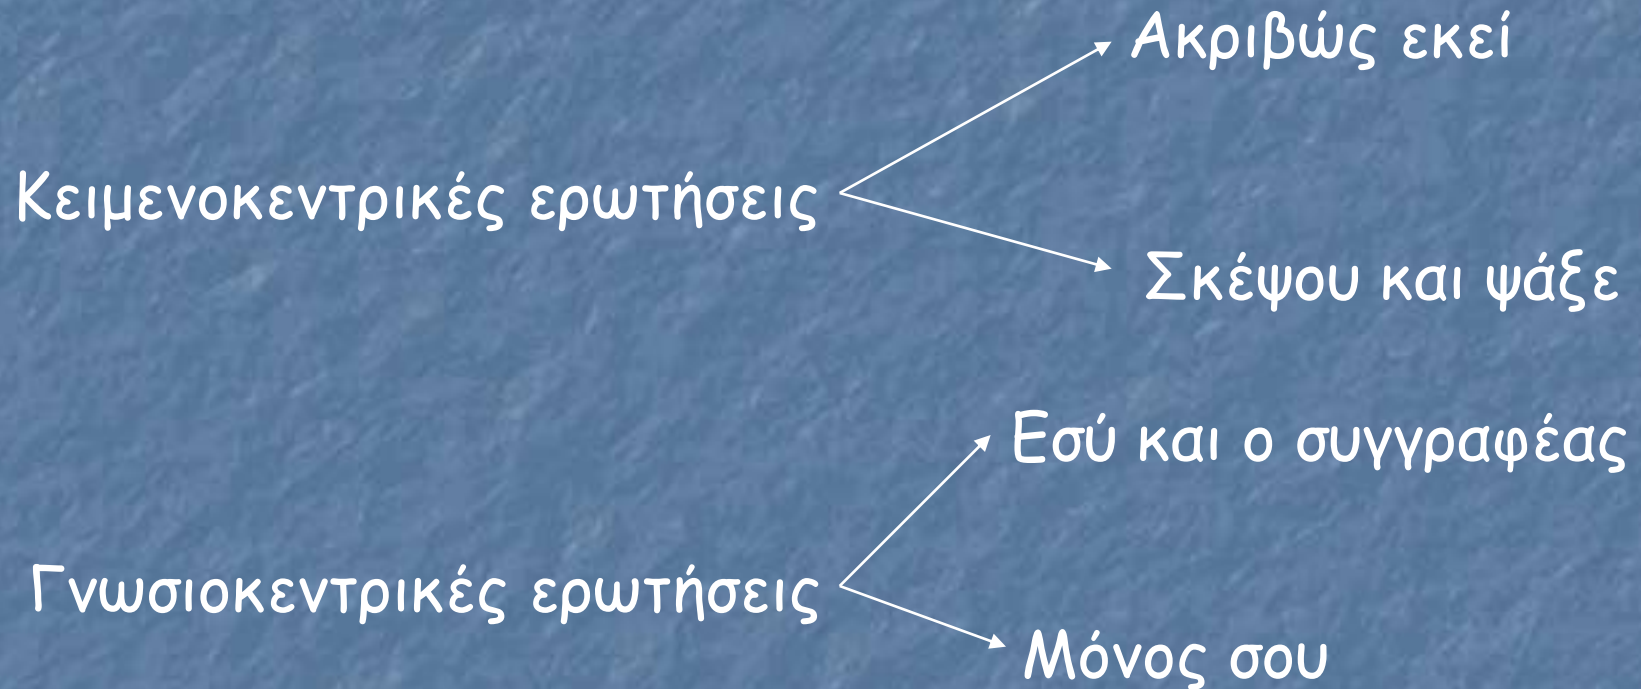 Ακριβώς εκεί
Κειμενοκεντρικές ερωτήσεις
Σκέψου και ψάξε
Εσύ και ο συγγραφέας
Γνωσιοκεντρικές ερωτήσεις
Μόνος σου